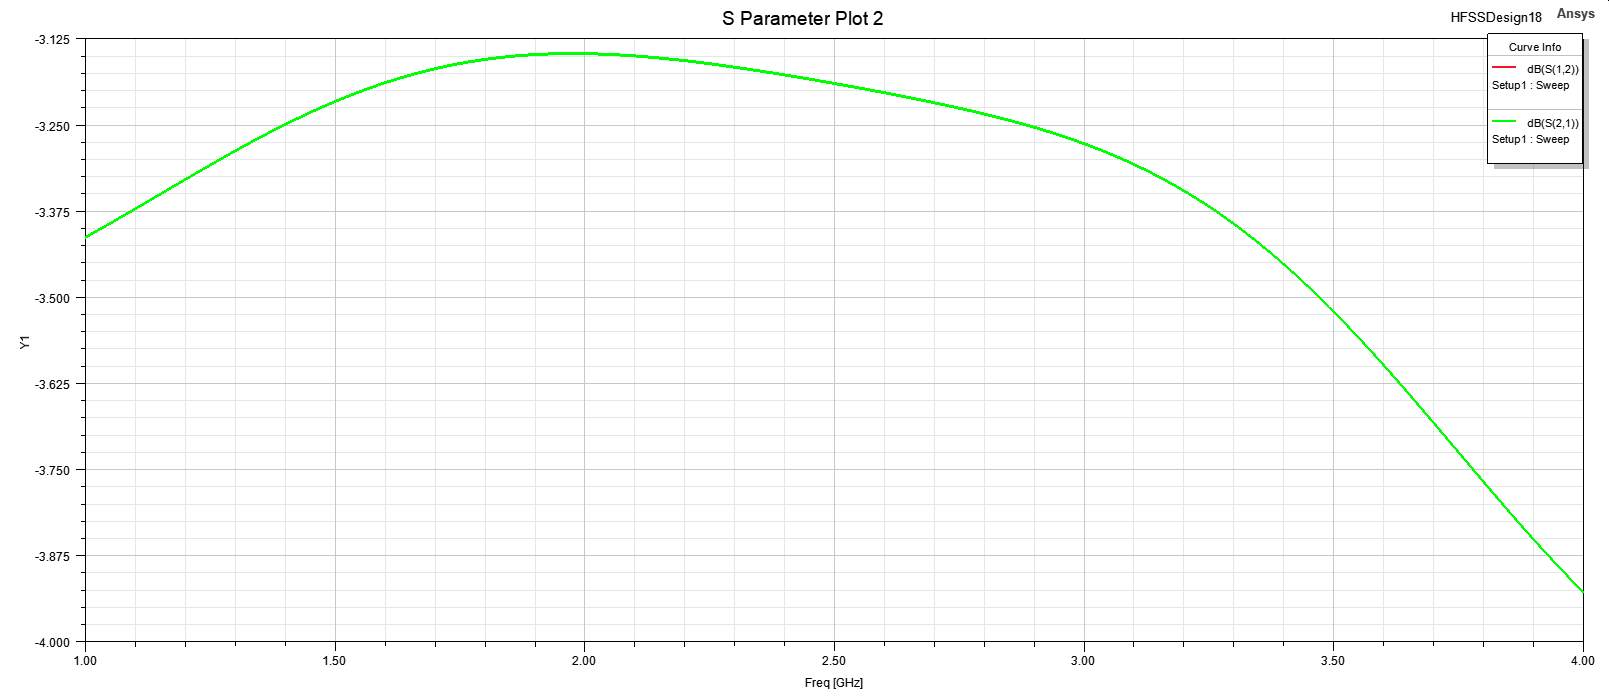 S Parameter Plot 2
HFSSDesign18
Ansys
Curve Info
dB(S(1,2))
Setup1 : Sweep
dB(S(2,1))
Setup1 : Sweep
-3.125
-3.250
-3.375
-3.500
-3.625
-3.750
-3.875
-4.000
Y1
1.00 1.50 2.00 2.50 3.00 3.50 4.00
Freq [GHz]